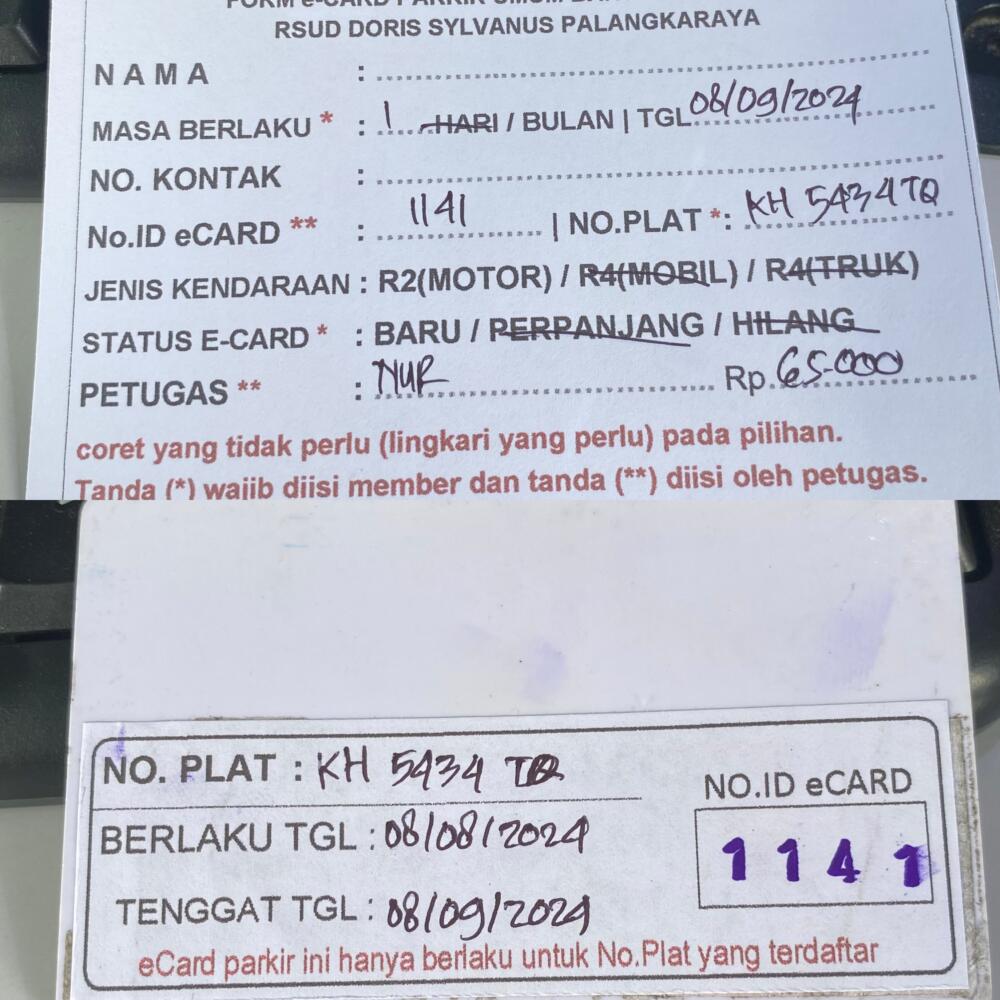 FORM e-CARD PARKIR UMUM
RSUD DORIS SYLVANUS PALANGKARAYA
N A M A :
MASA BERLAKU * : 1 HARI / BULAN | TGL 08/09/2024
NO. KONTAK :
No.ID eCARD ** : 1141 | NO.PLAT *: KH 5434 TQ
JENIS KENDARAAN : R2(MOTOR) / R4(MOBIL) / R4(TRUK)
STATUS E-CARD * : BARU / PERPANJANG / HILANG
PETUGAS ** : NUR Rp. 65.000
coret yang tidak perlu (lingkari yang perlu) pada pilihan.
Tanda (*) wajib diisi member dan tanda (**) diisi oleh petugas.
NO. PLAT : KH 5434 TQ
NO.ID eCARD
1141
BERLAKU TGL : 08/08/2024
TENGGAT TGL : 08/09/2024
eCard parkir ini hanya berlaku untuk No.Plat yang terdaftar